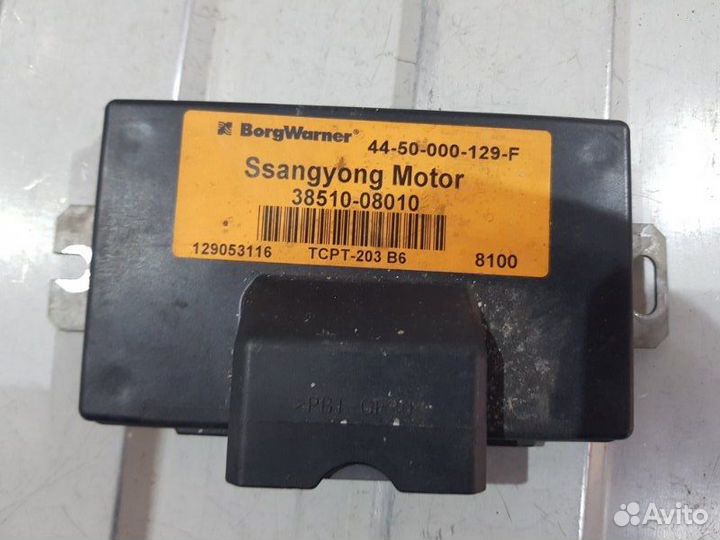 BorgWarner® 44-50-000-129-F
Ssangyong Motor
38510-08010
129053116 TCPT-203 B6 8100
Avito